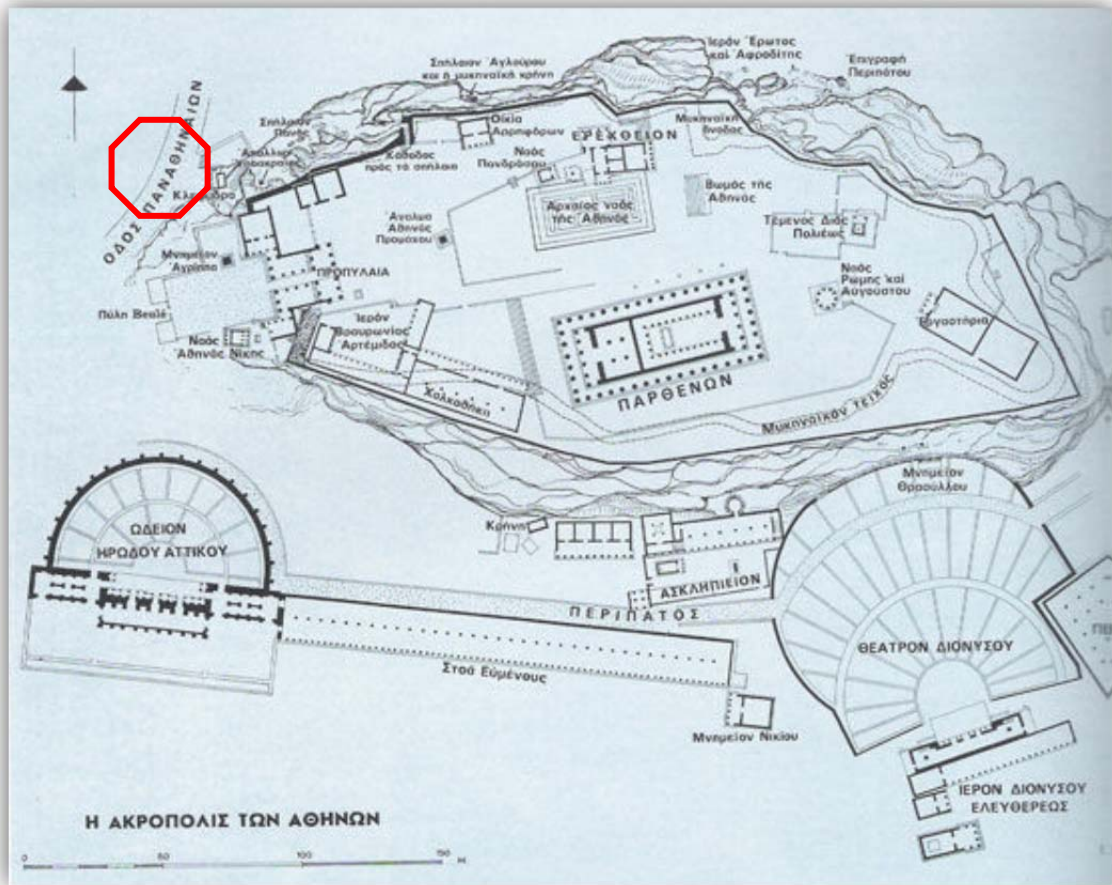 Ἱερόν Ἔρωτος
καί Ἀφροδίτης
Ἐπιγραφή
Περιπάτου
Σπήλαιον Ἀγλαύρου
και ἡ μυκηναϊκή κρήνη
ΟΔΟΣ ΠΑΝΑΘΗΝΑΙΩΝ
Σπήλαιον
Πανός
Οἰκία
Ἀρρηφόρων
ΕΡΕΧΘΕΙΟΝ
Μυκηναϊκή
ἄνοδος
Κάθοδος
πρός τό σπήλαιο
Ναός
Πανδρόσου
Κλεψύδρα
Βωμός τῆς
Ἀθηνᾶς
Ἀρχαῖος ναός
τῆς Ἀθηνᾶς
Ἀθηνᾶς
Προμάχου
Τέμενος Διός
Πολιέως
Μνημεῖον
Ἀγρίππα
ΠΡΟΠΥΛΑΙΑ
Ναός
Ρώμης καί
Αὐγούστου
Πύλη Beulé
Ἱερόν
Βραυρωνίας
Ἀρτέμιδος
Ἐργαστήρια
Ναός
Ἀθηνᾶς Νίκης
ΠΑΡΘΕΝΩΝ
Χαλκοθήκη
Μυκηναϊκόν τεῖχος
Μνημεῖον
Θρασύλλου
Κρήνη
ΩΔΕΙΟΝ
ΗΡΩΔΟΥ ΑΤΤΙΚΟΥ
ΑΣΚΛΗΠΙΕΙΟΝ
ΠΕΡΙΠΑΤΟΣ
ΘΕΑΤΡΟΝ ΔΙΟΝΥΣΟΥ
Στοά Εὐμένους
Μνημεῖον Νικίου
ΙΕΡΟΝ ΔΙΟΝΥΣΟΥ
ΕΛΕΥΘΕΡΕΩΣ
Η ΑΚΡΟΠΟΛΙΣ ΤΩΝ ΑΘΗΝΩΝ
0 50 100 150 M